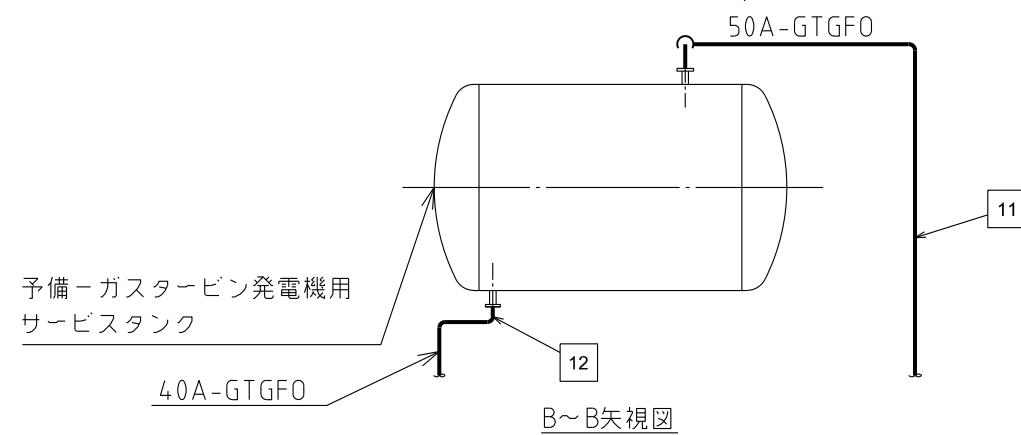 50A-GTGFO
11
予備－ガスタービン発電機用
サービスタンク
12
40A-GTGFO
B～B矢視図